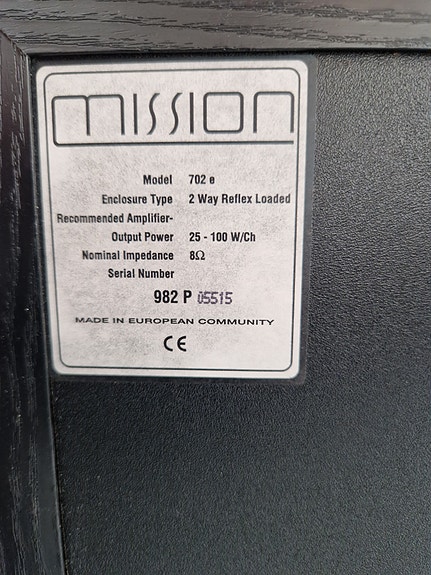 mission
Model 702 e
Enclosure Type 2 Way Reflex Loaded
Recommended Amplifier-
Output Power 25 - 100 W/Ch
Nominal Impedance 8Ω
Serial Number
982 P 05515
MADE IN EUROPEAN COMMUNITY
CE